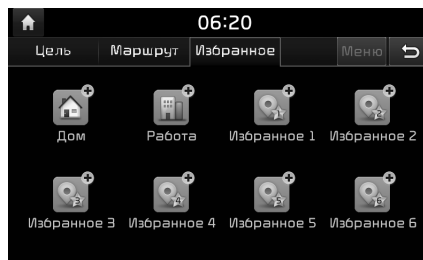 06:20
Цель Маршрут Избранное Меню
Дом Работа Избранное 1 Избранное 2
Избранное 3 Избранное 4 Избранное 5 Избранное 6